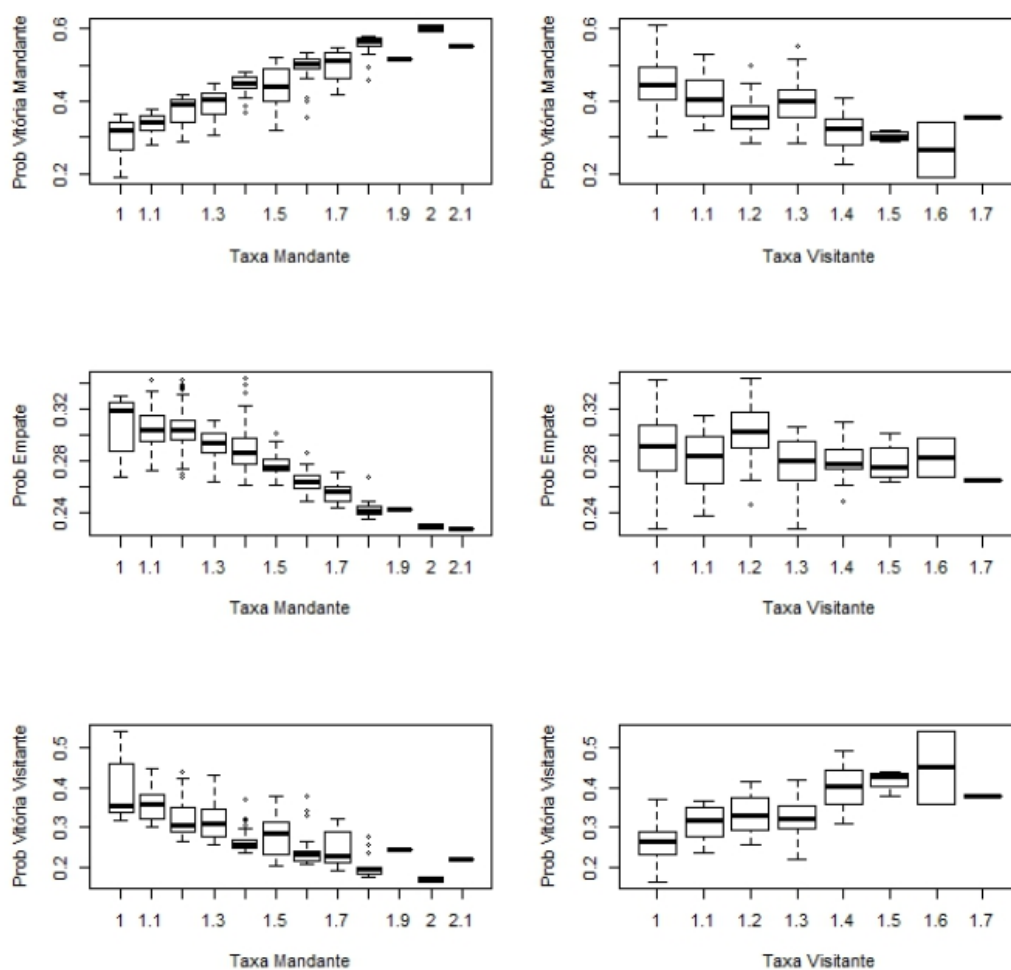 Prob Vitória Mandante
0.2 0.4 0.6
1 1.1 1.3 1.5 1.7 1.9 2 2.1
Taxa Mandante
Prob Vitória Mandante
0.2 0.4 0.6
1 1.1 1.2 1.3 1.4 1.5 1.6 1.7
Taxa Visitante
Prob Empate
0.24 0.28 0.32
1 1.1 1.3 1.5 1.7 1.9 2 2.1
Taxa Mandante
Prob Empate
0.24 0.28 0.32
1 1.1 1.2 1.3 1.4 1.5 1.6 1.7
Taxa Visitante
Prob Vitória Visitante
0.2 0.3 0.4 0.5
1 1.1 1.3 1.5 1.7 1.9 2 2.1
Taxa Mandante
Prob Vitória Visitante
0.2 0.3 0.4 0.5
1 1.1 1.2 1.3 1.4 1.5 1.6 1.7
Taxa Visitante